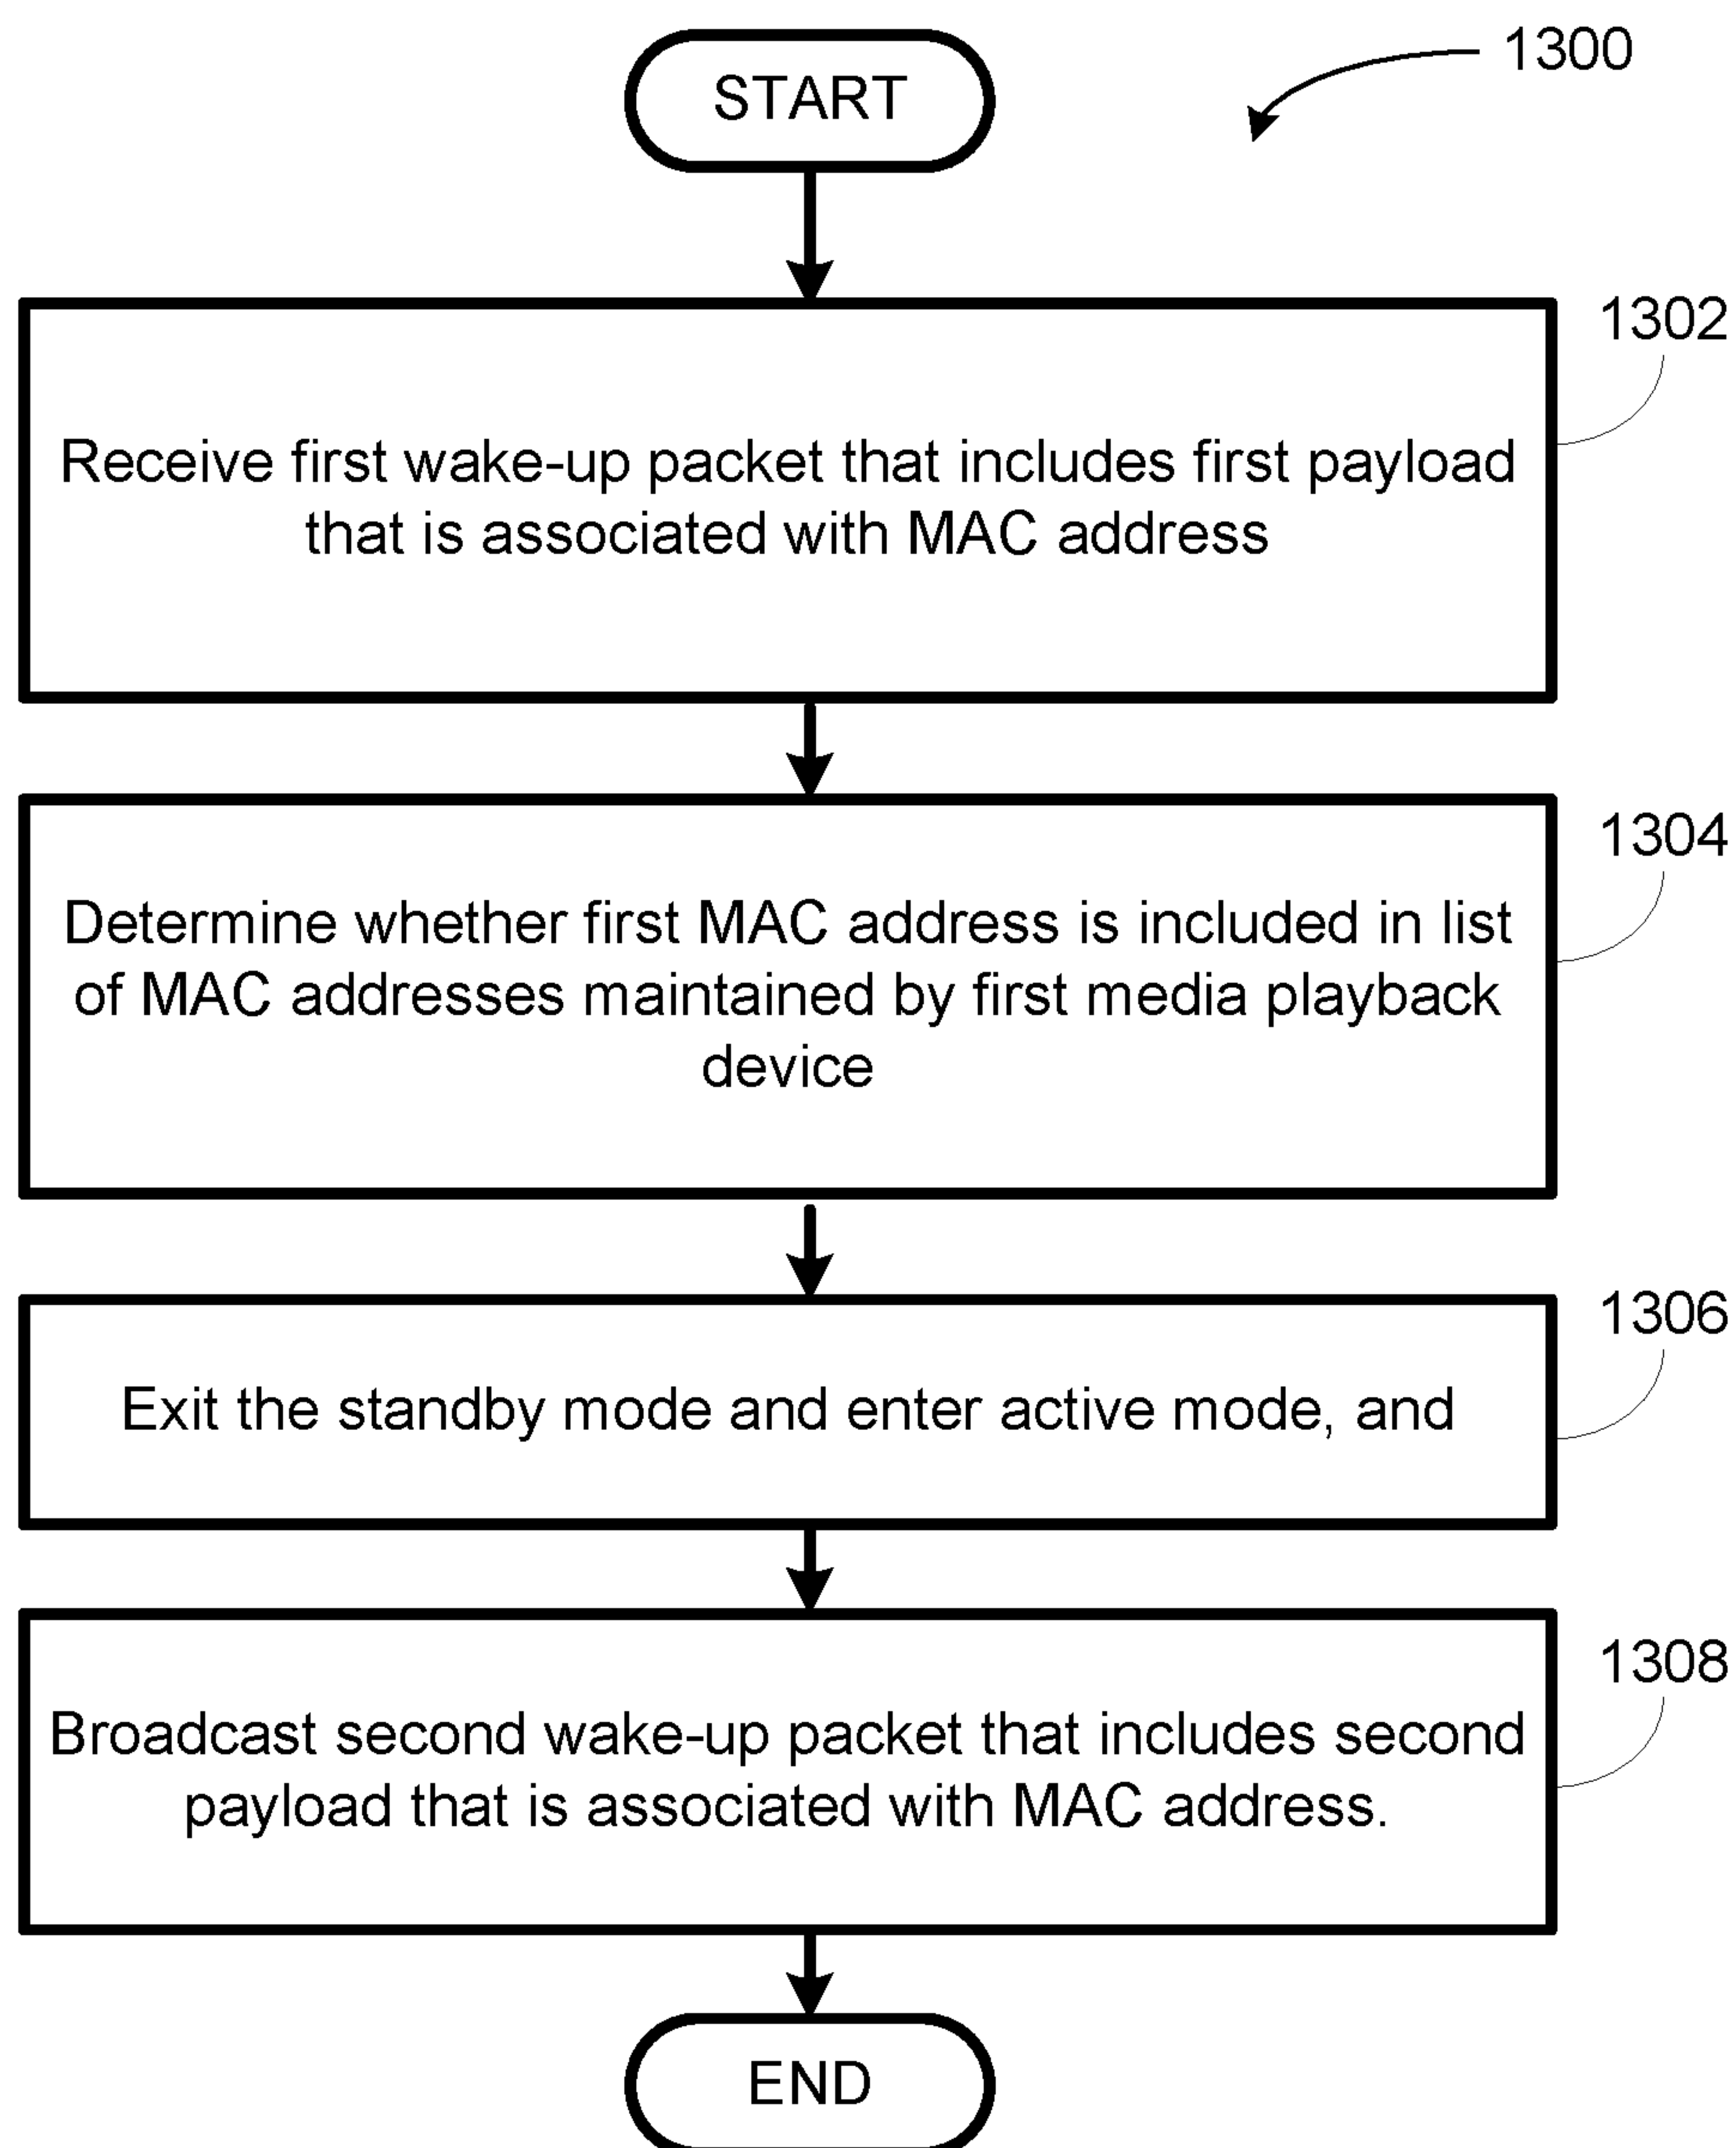 START
1300
1302
Receive first wake-up packet that includes first payload
that is associated with MAC address
1304
Determine whether first MAC address is included in list
of MAC addresses maintained by first media playback
device
1306
Exit the standby mode and enter active mode, and
1308
Broadcast second wake-up packet that includes second
payload that is associated with MAC address.
END